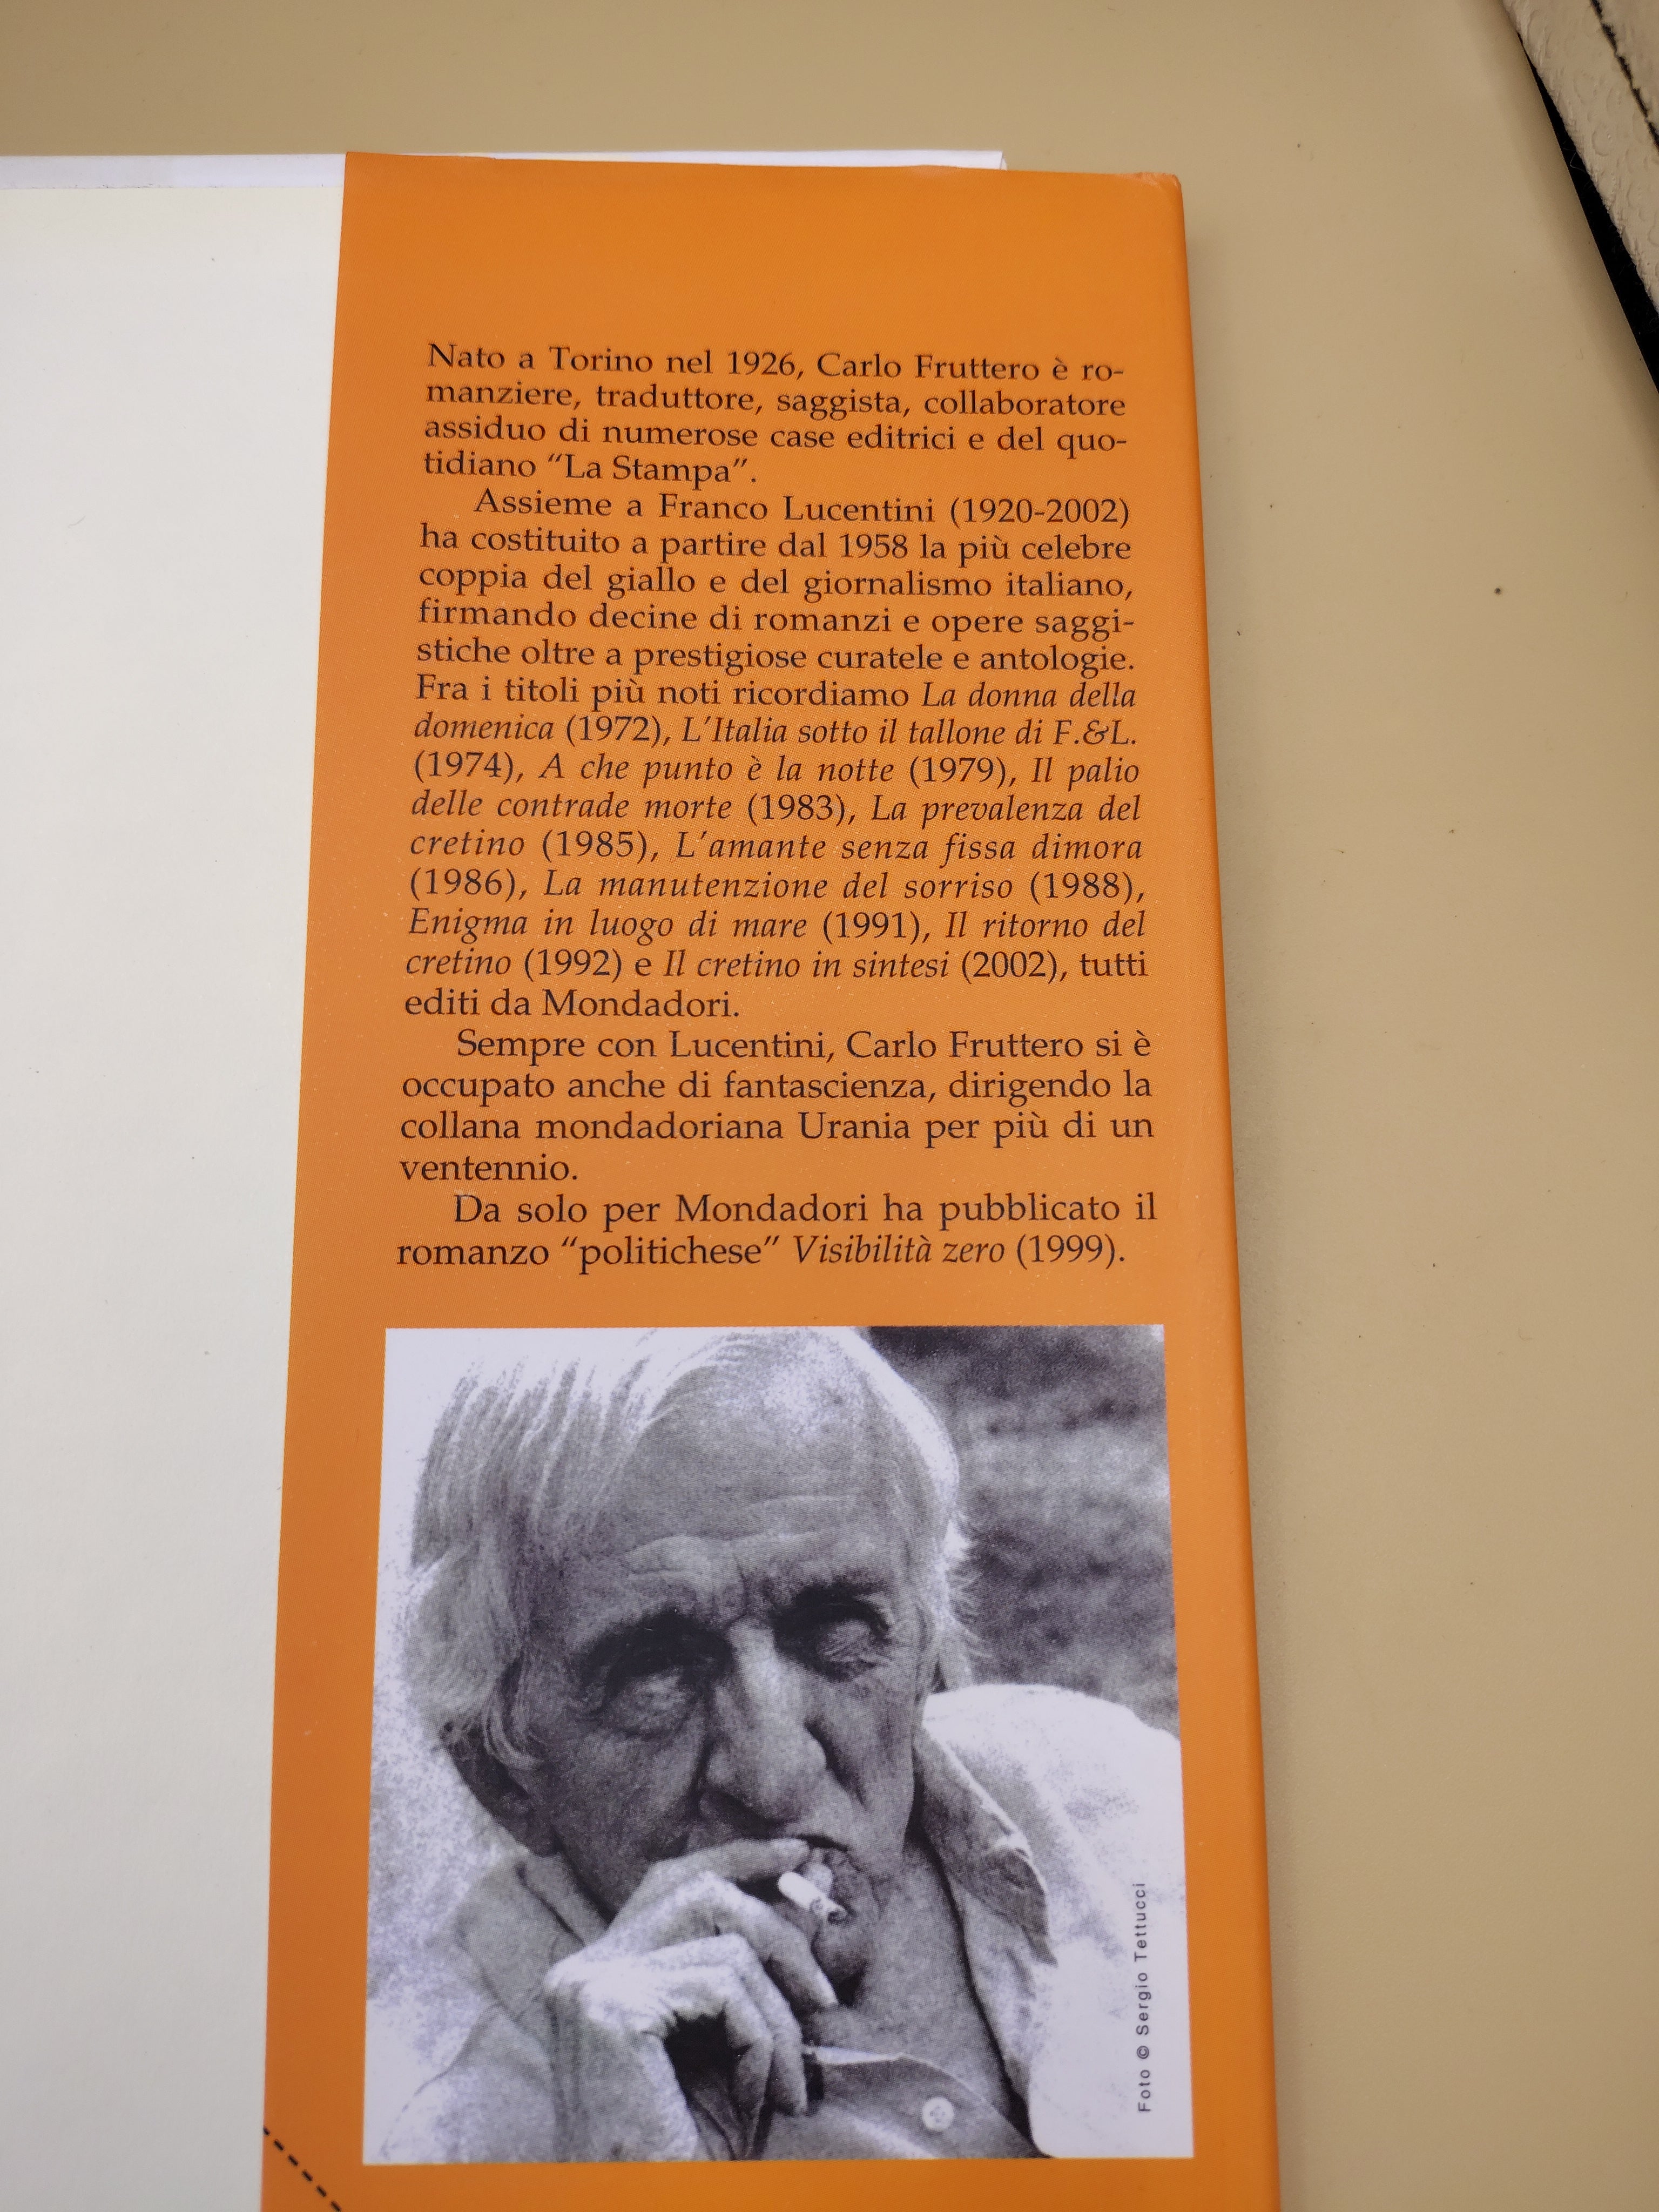 Nato a Torino nel 1926, Carlo Fruttero è ro-
manziere, traduttore, saggista, collaboratore
assiduo di numerose case editrici e del quo-
tidiano “La Stampa”.
Assieme a Franco Lucentini (1920-2002)
ha costituito a partire dal 1958 la più celebre
coppia del giallo e del giornalismo italiano,
firmando decine di romanzi e opere saggi-
stiche oltre a prestigiose curatele e antologie.
Fra i titoli più noti ricordiamo La donna della
domenica (1972), L’Italia sotto il tallone di F.&L.
(1974), A che punto è la notte (1979), Il palio
delle contrade morte (1983), La prevalenza del
cretino (1985), L’amante senza fissa dimora
(1986), La manutenzione del sorriso (1988),
Enigma in luogo di mare (1991), Il ritorno del
cretino (1992) e Il cretino in sintesi (2002), tutti
editi da Mondadori.
Sempre con Lucentini, Carlo Fruttero si è
occupato anche di fantascienza, dirigendo la
collana mondadoriana Urania per più di un
ventennio.
Da solo per Mondadori ha pubblicato il
romanzo “politichese” Visibilità zero (1999).
Foto © Sergio Tettucci